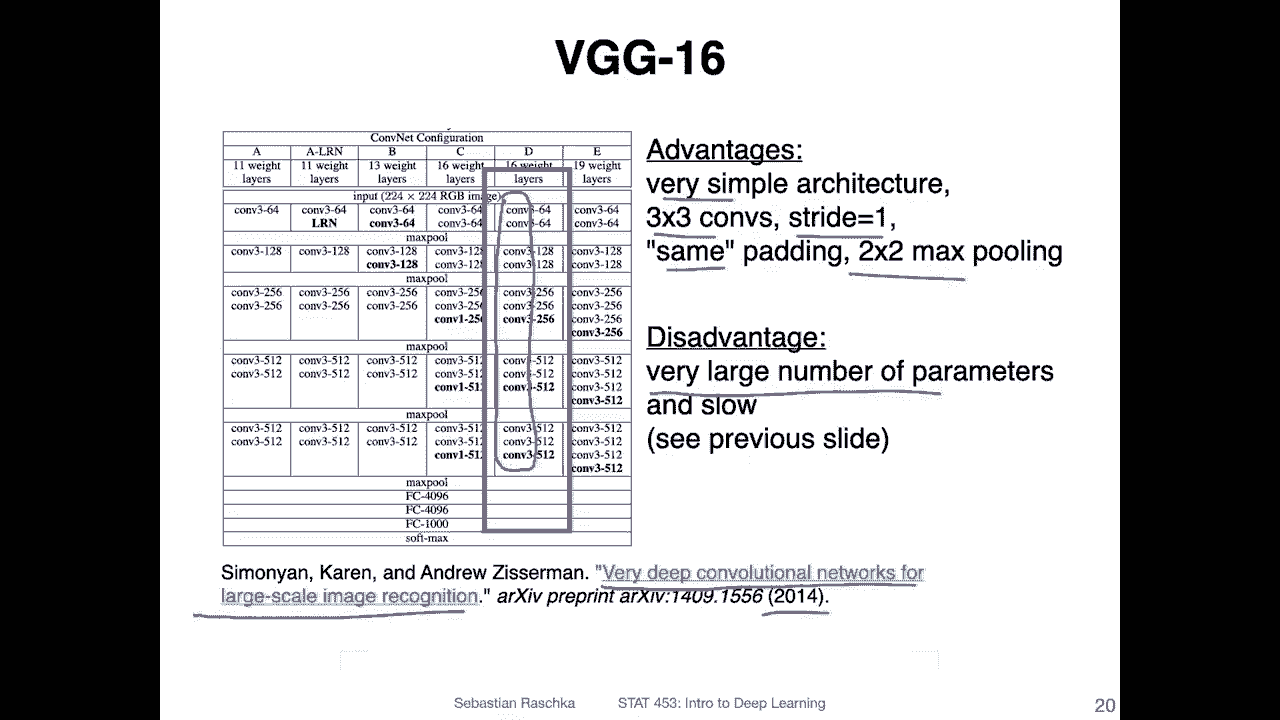 VGG-16
ConvNet Configuration
A A-LRN B C D E
11 weight layers 11 weight layers 13 weight layers 16 weight layers 16 weight layers 19 weight layers
input (224 × 224 RGB image)
conv3-64 conv3-64 conv3-64 conv3-64 conv3-64 conv3-64
LRN conv3-64 conv3-64 conv3-64 conv3-64
maxpool
conv3-128 conv3-128 conv3-128 conv3-128 conv3-128 conv3-128
conv3-128 conv3-128 conv3-128 conv3-128
maxpool
conv3-256 conv3-256 conv3-256 conv3-256 conv3-256 conv3-256
conv3-256 conv3-256 conv3-256 conv3-256 conv3-256 conv3-256
conv1-256 conv3-256 conv3-256
conv3-256
maxpool
conv3-512 conv3-512 conv3-512 conv3-512 conv3-512 conv3-512
conv3-512 conv3-512 conv3-512 conv3-512 conv3-512 conv3-512
conv1-512 conv3-512 conv3-512
conv3-512
maxpool
conv3-512 conv3-512 conv3-512 conv3-512 conv3-512 conv3-512
conv3-512 conv3-512 conv3-512 conv3-512 conv3-512 conv3-512
conv1-512 conv3-512 conv3-512
conv3-512
maxpool
FC-4096
FC-4096
FC-1000
soft-max
Advantages:
very simple architecture,
3x3 convs, stride=1,
"same" padding, 2x2 max pooling
Disadvantage:
very large number of parameters
and slow
(see previous slide)
Simonyan, Karen, and Andrew Zisserman. "Very deep convolutional networks for
large-scale image recognition." arXiv preprint arXiv:1409.1556 (2014).
Sebastian Raschka STAT 453: Intro to Deep Learning 20